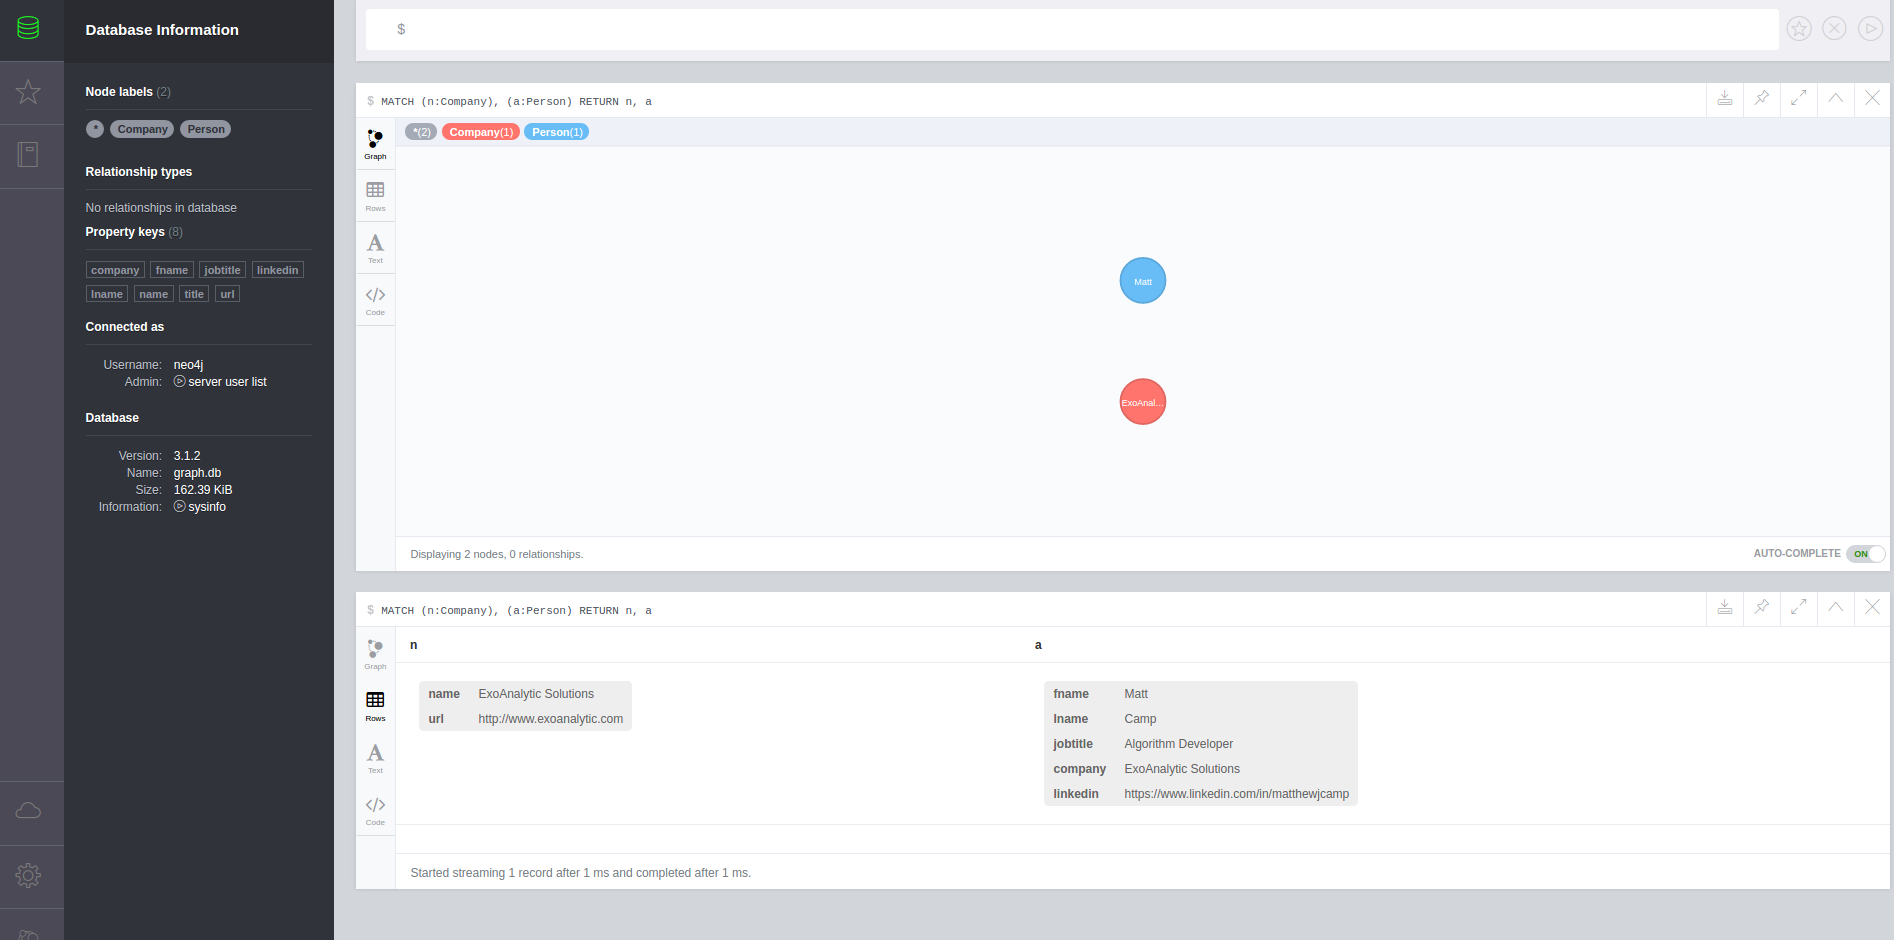 Database Information
Node labels (2)
* Company Person
Relationship types
No relationships in database
Property keys (8)
company fname jobtitle linkedin
lname name title url
Connected as
Username: neo4j
Admin: server user list
Database
Version: 3.1.2
Name: graph.db
Size: 162.39 KiB
Information: sysinfo
$
$ MATCH (n:Company), (a:Person) RETURN n, a
*(2) Company(1) Person(1)
Graph
Rows
Text
Code
Matt
ExoAnal...
Displaying 2 nodes, 0 relationships.
AUTO-COMPLETE ON
$ MATCH (n:Company), (a:Person) RETURN n, a
Graph
Rows
Text
Code
n a
name ExoAnalytic Solutions
url http://www.exoanalytic.com
fname Matt
lname Camp
jobtitle Algorithm Developer
company ExoAnalytic Solutions
linkedin https://www.linkedin.com/in/matthewjcamp
Started streaming 1 record after 1 ms and completed after 1 ms.